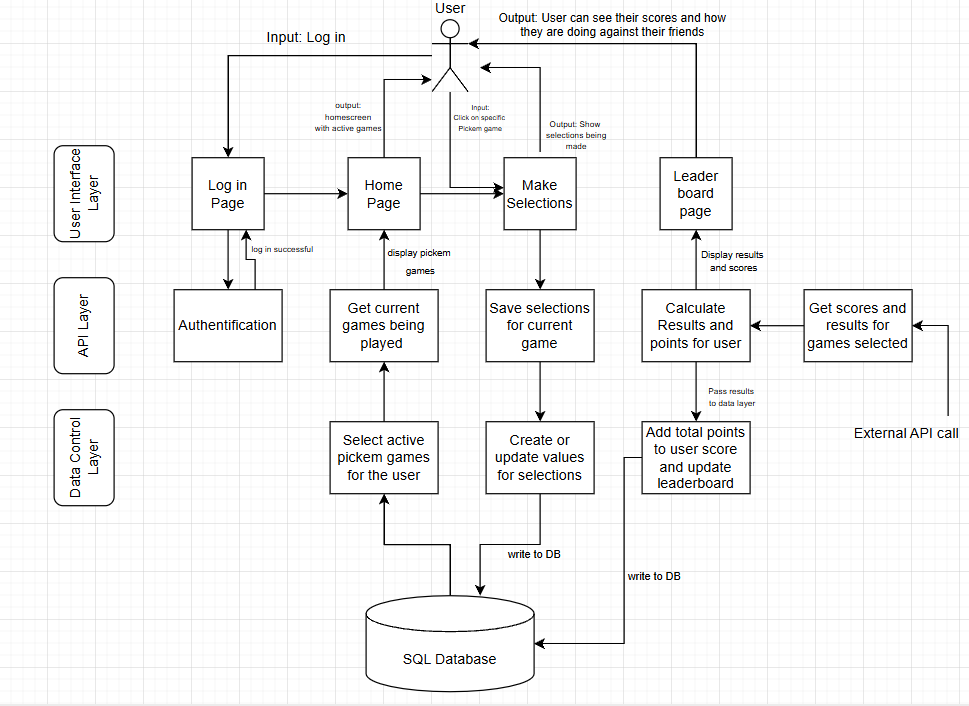 User
Output: User can see their scores and how
they are doing against their friends
Input: Log in
output:
homescreen
with active games
Input:
Click on specific
Pickem game
Output: Show
selections being
made
User Interface
Layer
Log in
Page
Home
Page
Make
Selections
Leader
board
page
log in successful
display pickem
games
Display results
and scores
API Layer
Authentification
Get current
games being
played
Save selections
for current
game
Calculate
Results and
points for user
Get scores and
results for
games selected
Pass results
to data layer
External API call
Data Control
Layer
Select active
pickem games
for the user
Create or
update values
for selections
Add total points
to user score
and update
leaderboard
write to DB
write to DB
SQL Database